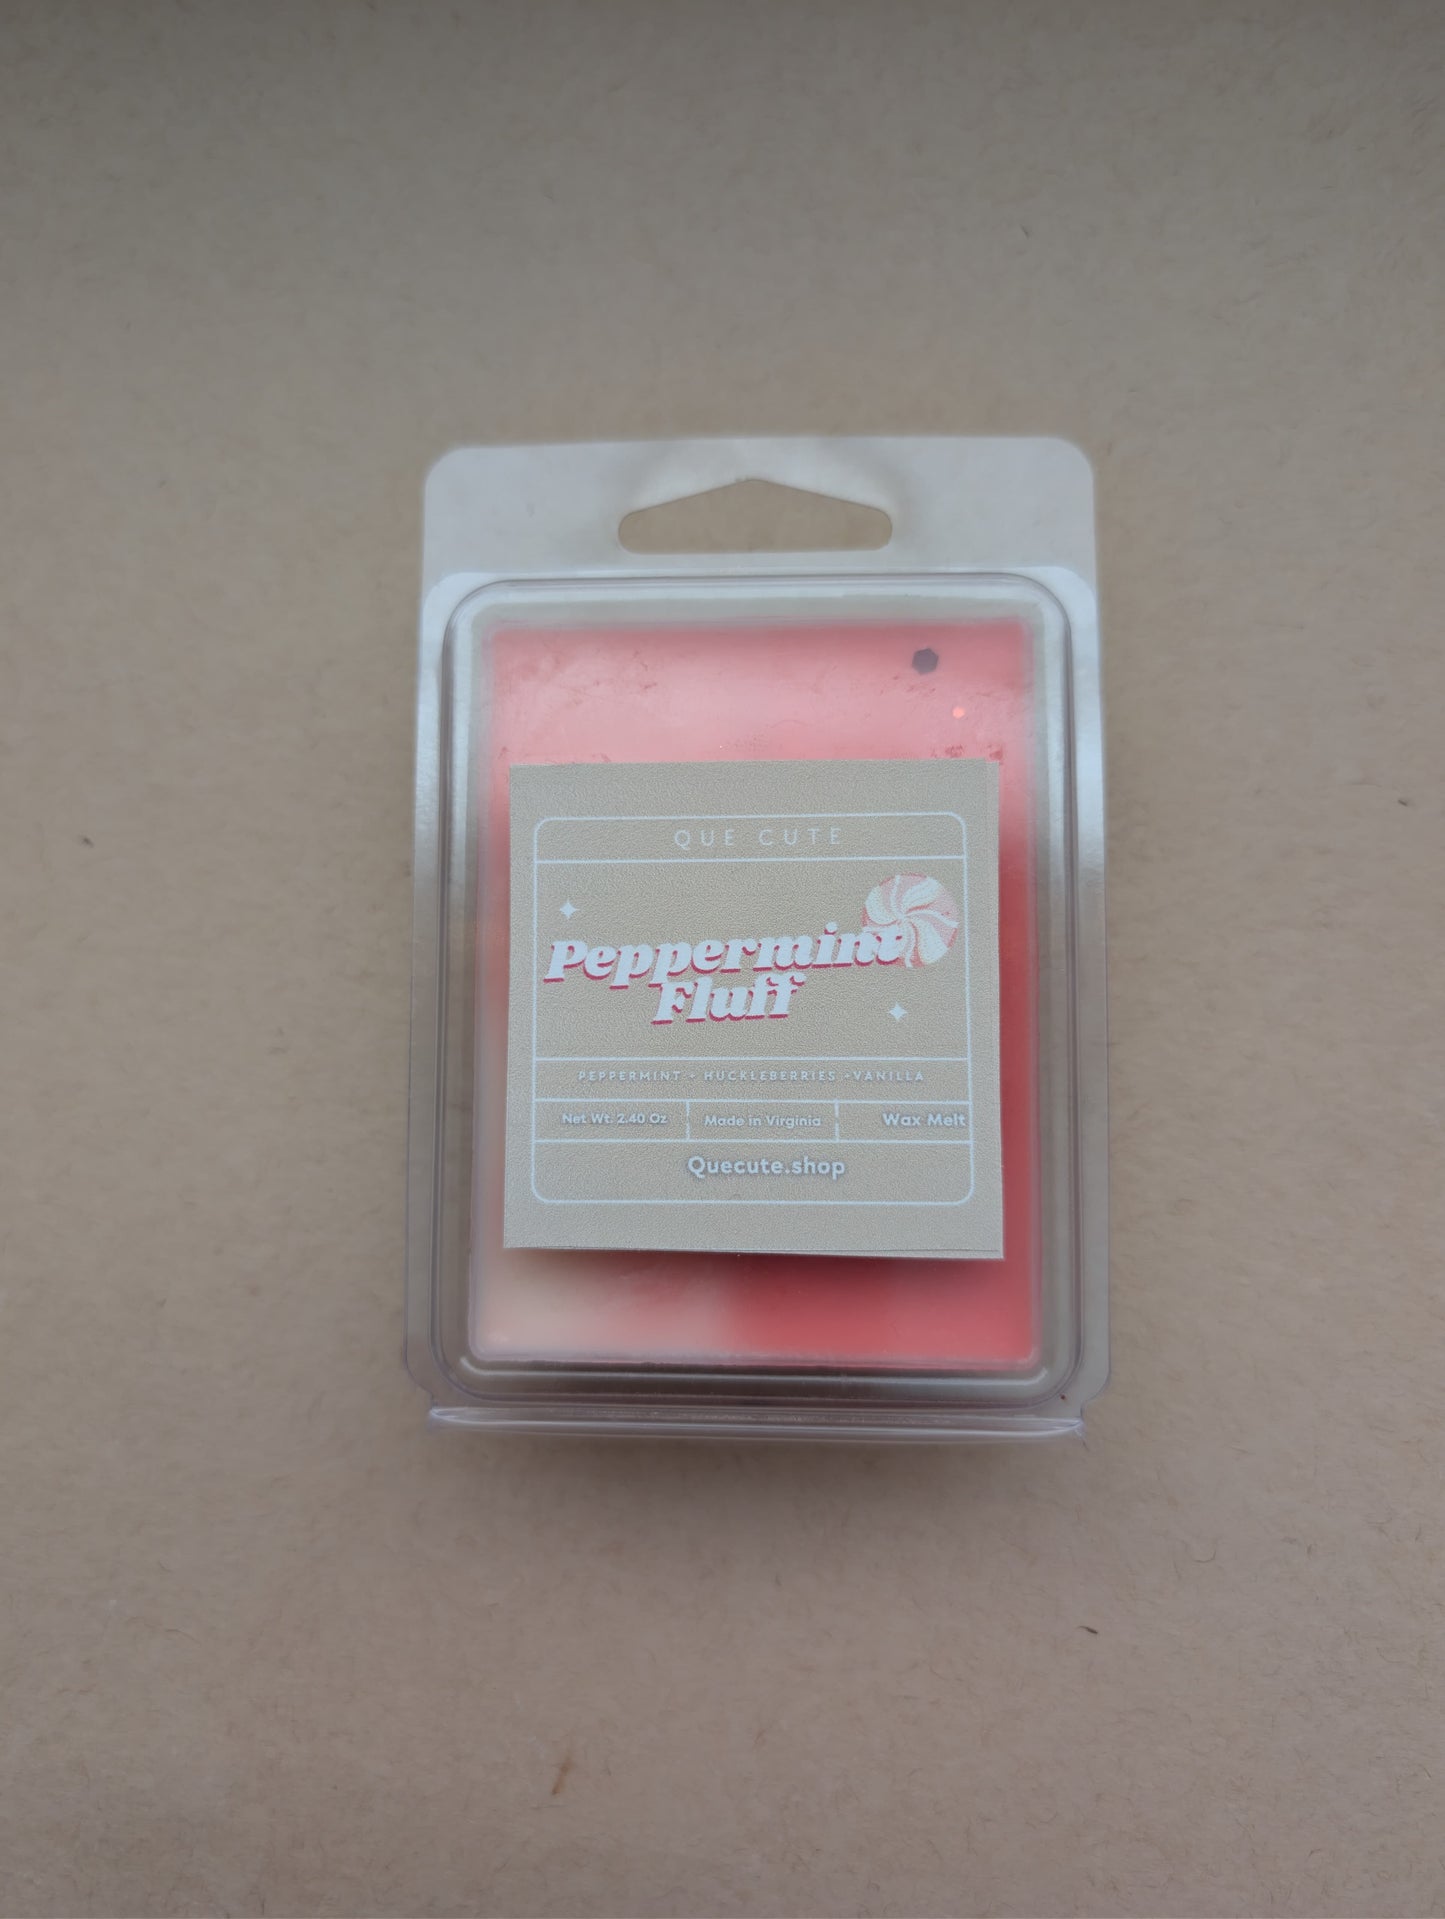 QUE CUTE
Peppermint
Fluff
PEPPERMINT + HUCKLEBERRIES +VANILLA
Net Wt. 2.40 Oz Made in Virginia Wax Melt
Quecute.shop